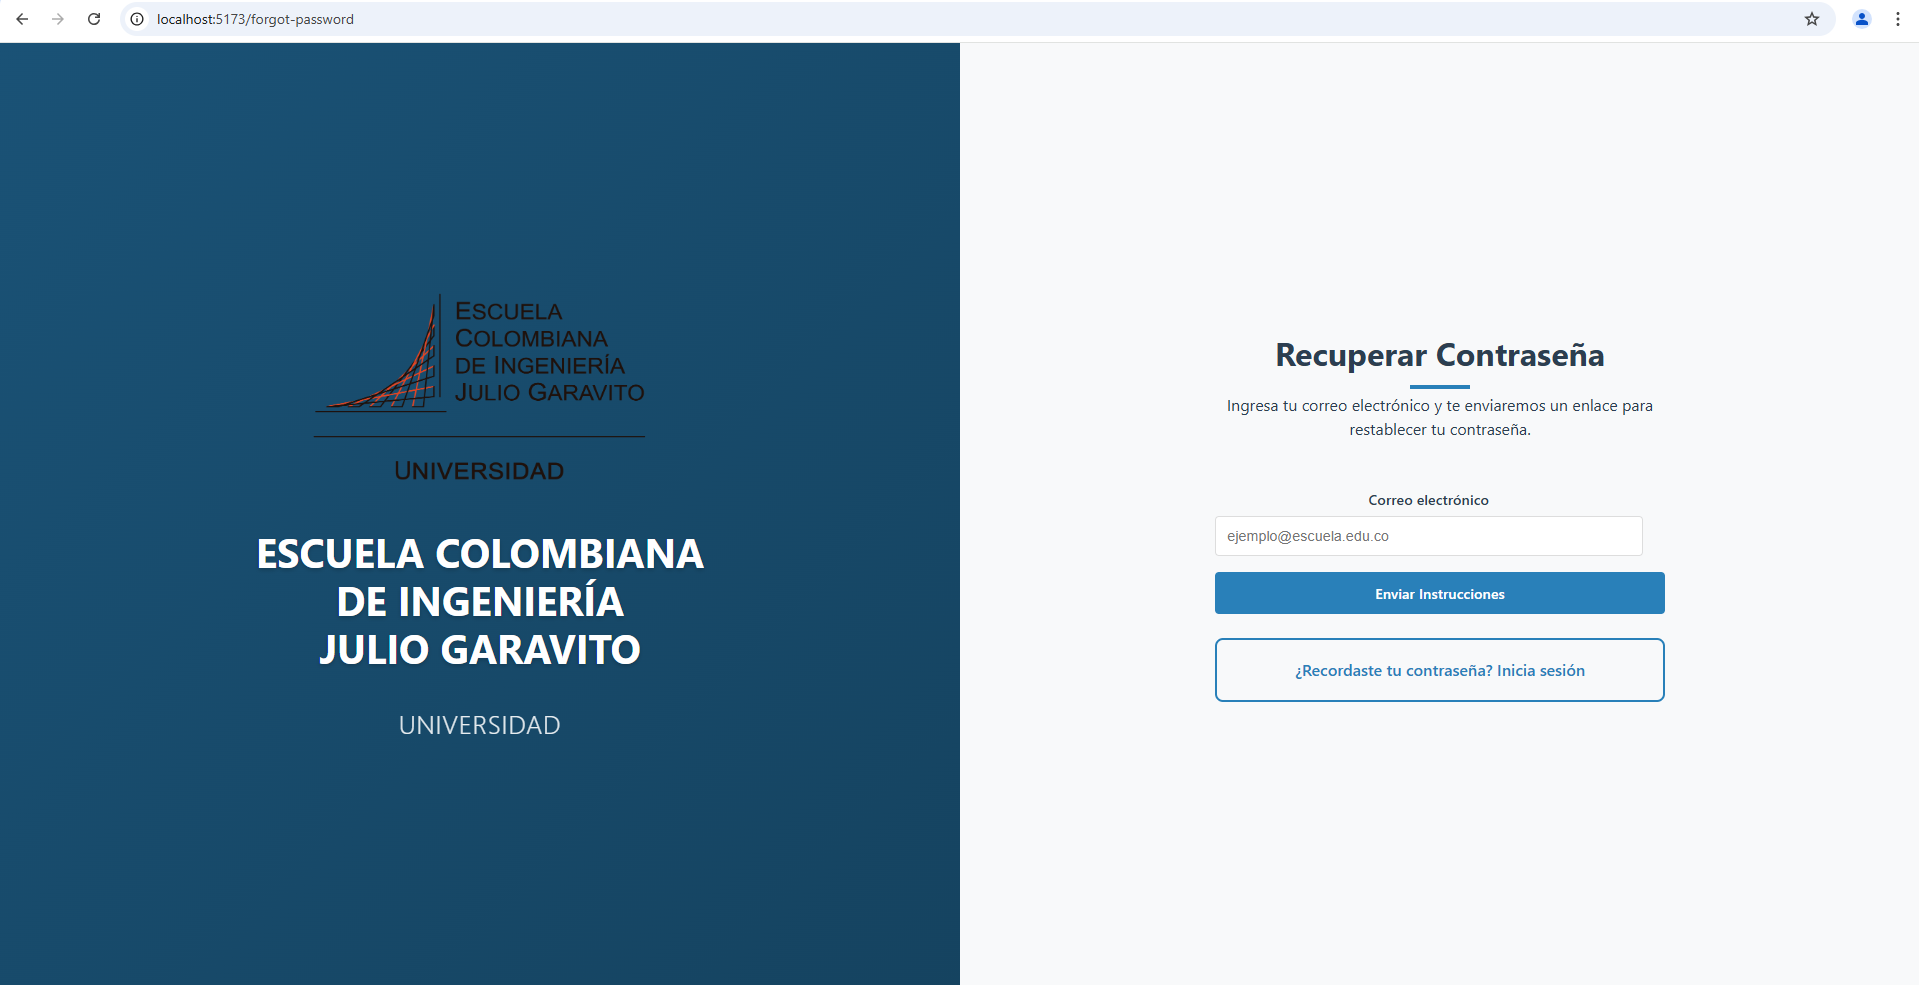 localhost:5173/forgot-password
ESCUELA
COLOMBIANA
DE INGENIERÍA
JULIO GARAVITO
UNIVERSIDAD
ESCUELA COLOMBIANA
DE INGENIERÍA
JULIO GARAVITO
UNIVERSIDAD
Recuperar Contraseña
Ingresa tu correo electrónico y te enviaremos un enlace para
restablecer tu contraseña.
Correo electrónico
ejemplo@escuela.edu.co
Enviar Instrucciones
¿Recordaste tu contraseña? Inicia sesión